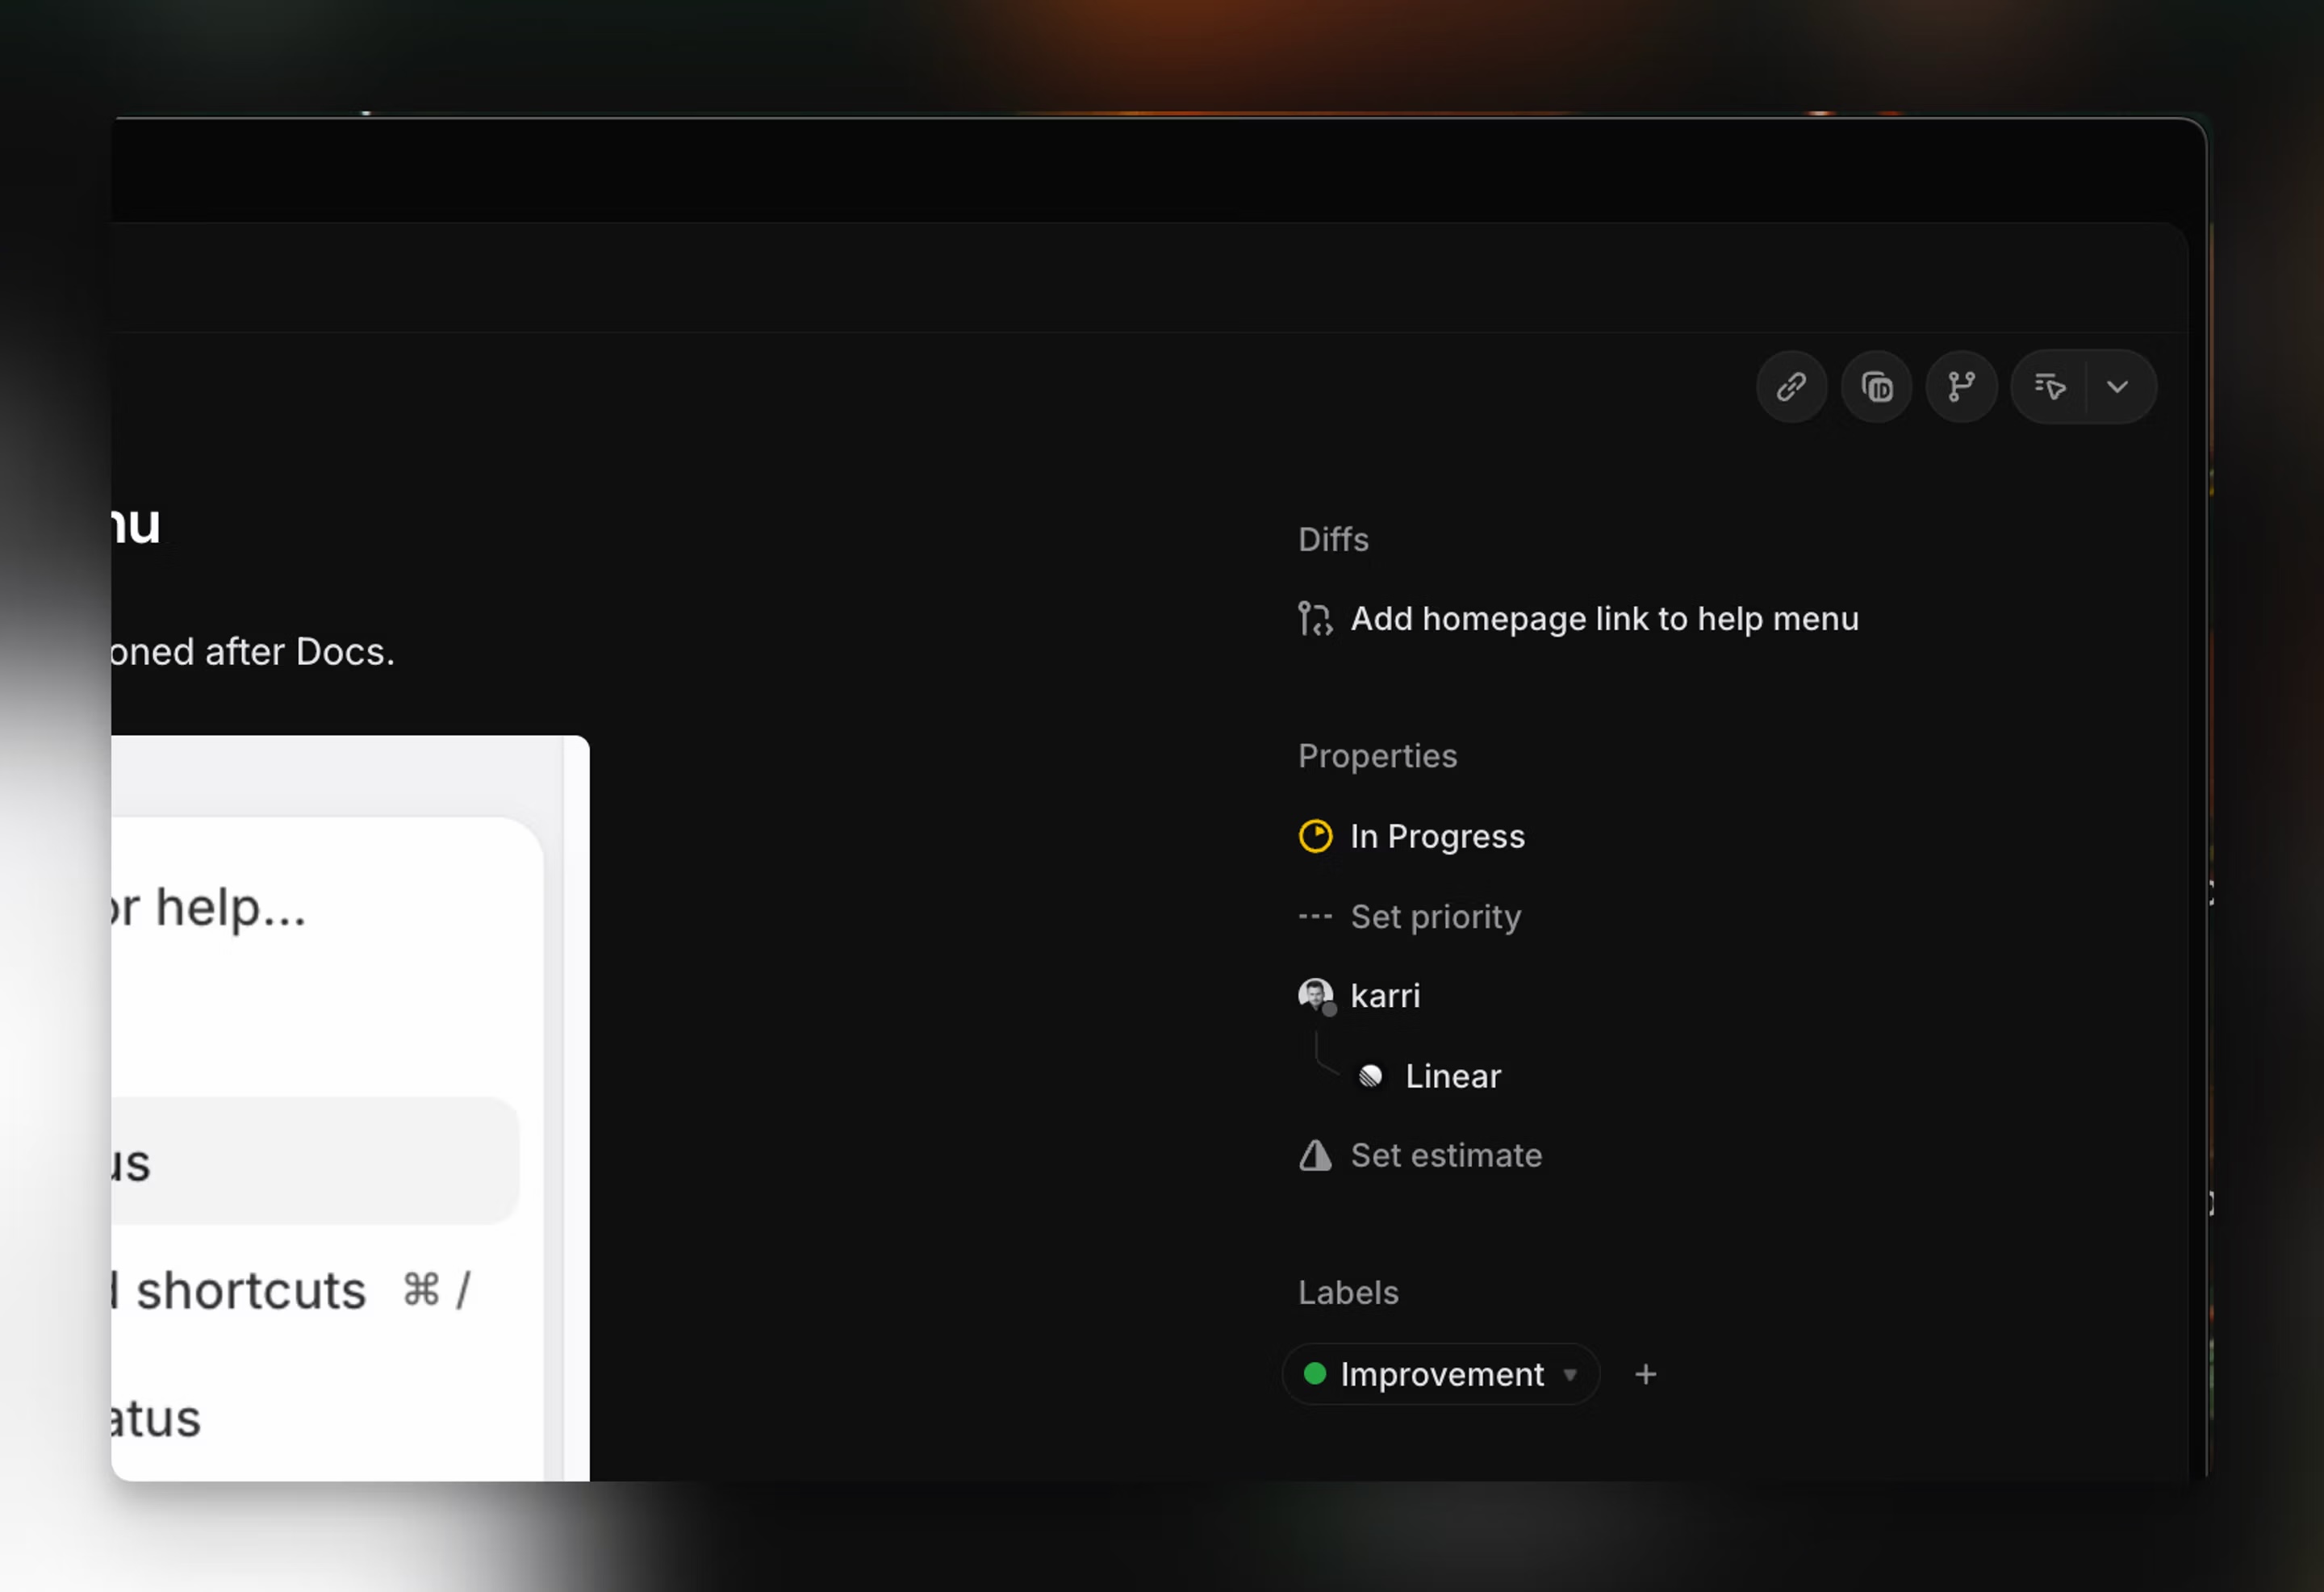 nu
oned after Docs.
or help...
us
d shortcuts ⌘ /
atus
Diffs
Add homepage link to help menu
Properties
In Progress
Set priority
karri
Linear
Set estimate
Labels
Improvement